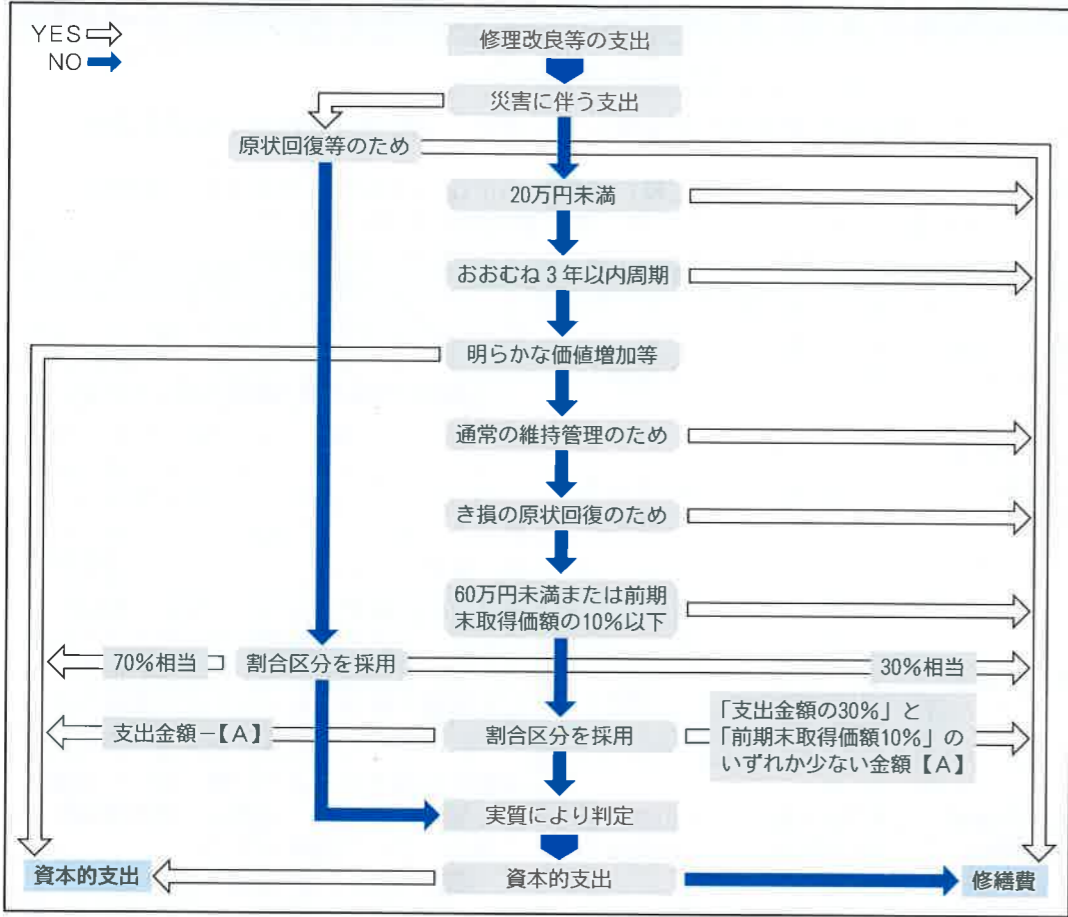 YES
NO
修理改良等の支出
災害に伴う支出
原状回復等のため
20万円未満
おおむね3年以内周期
明らかな価値増加等
通常の維持管理のため
き損の原状回復のため
60万円未満または前期
末取得価額の10%以下
70%相当
割合区分を採用
30%相当
支出金額－【A】
割合区分を採用
「支出金額の30%」と
「前期末取得価額10%」の
いずれか少ない金額【A】
実質により判定
資本的支出
資本的支出
修繕費